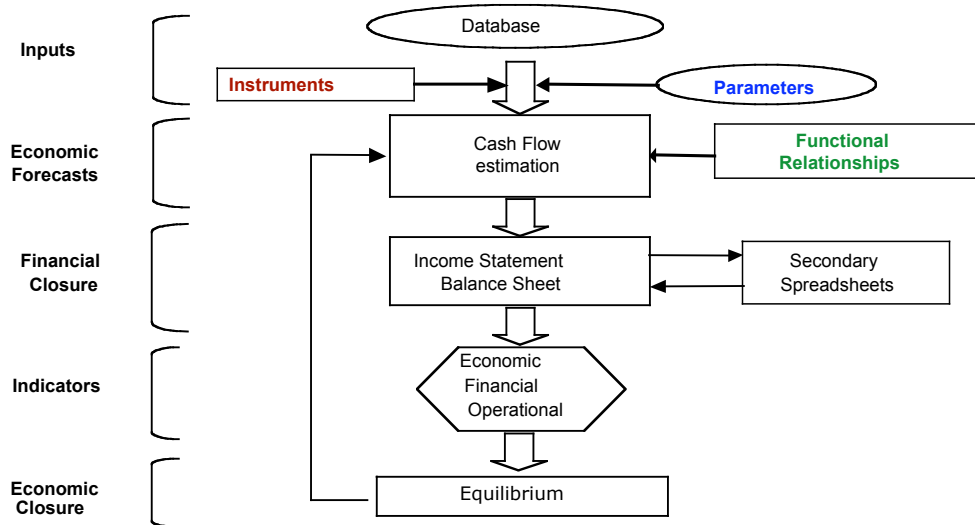 Database
Inputs
Instruments
Parameters
Cash Flow
estimation
Functional
Relationships
Economic
Forecasts
Income Statement
Balance Sheet
Secondary
Spreadsheets
Financial
Closure
Economic
Financial
Operational
Indicators
Equilibrium
Economic
Closure